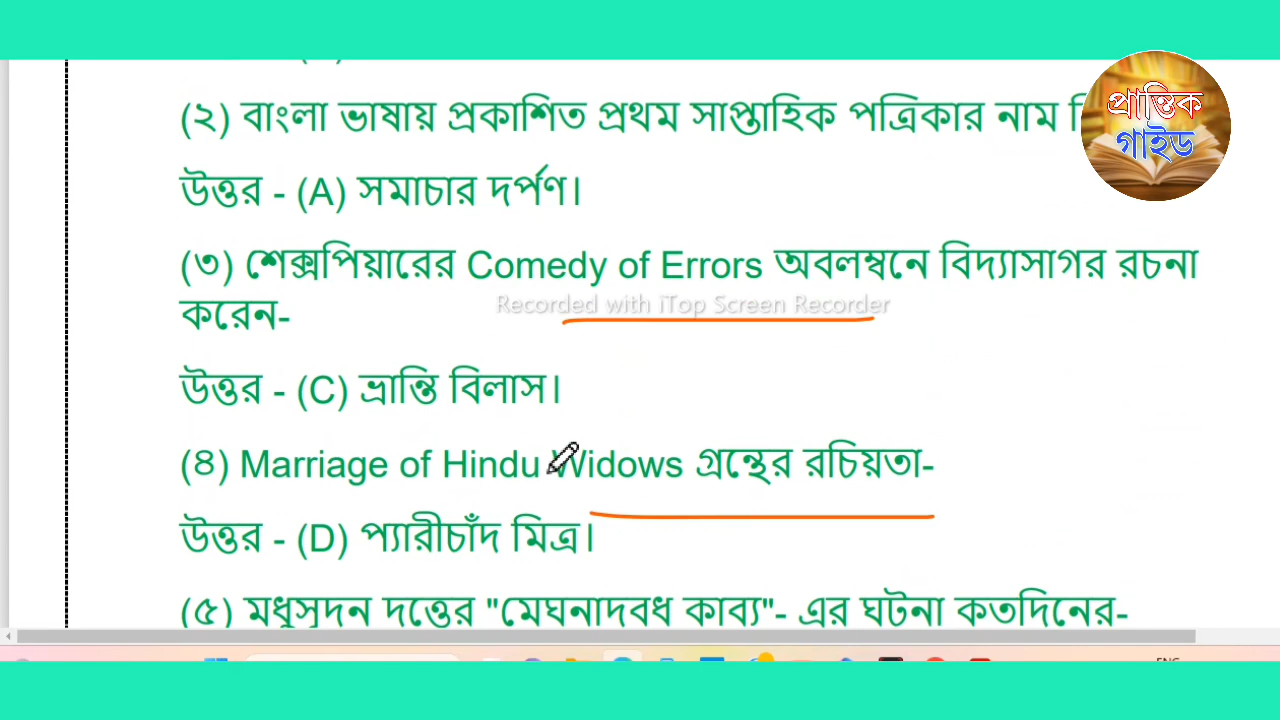 (২) বাংলা ভাষায় প্রকাশিত প্রথম সাপ্তাহিক পত্রিকার নাম
প্রান্তিক
গাইড
উত্তর - (A) সমাচার দর্পণ।
(৩) শেক্সপিয়ারের Comedy of Errors অবলম্বনে বিদ্যাসাগর রচনা
করেন-
Recorded with iTop Screen Recorder
উত্তর - (C) ভ্রান্তি বিলাস।
(৪) Marriage of Hindu Widows গ্রন্থের রচিয়তা-
উত্তর - (D) প্যারীচাঁদ মিত্র।
(৫) মধুসূদন দত্তের "মেঘনাদবধ কাব্য"- এর ঘটনা কতদিনের-